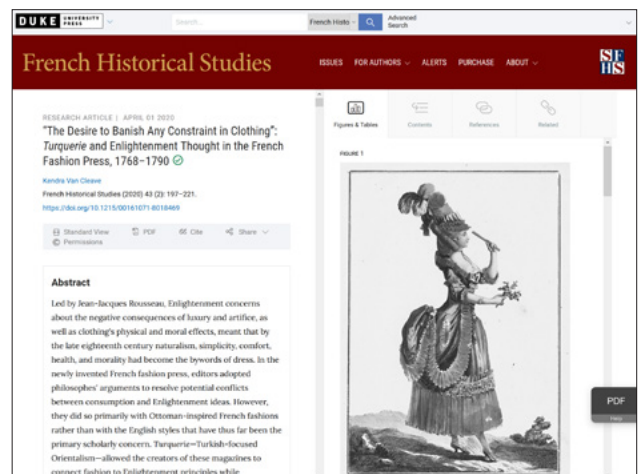 DUKE UNIVERSITY PRESS
Search...
French Histo
Advanced
Search
French Historical Studies
ISSUES FOR AUTHORS ALERTS PURCHASE ABOUT
SF
HS
RESEARCH ARTICLE | APRIL 01 2020
"The Desire to Banish Any Constraint in Clothing":
Turquerie and Enlightenment Thought in the French
Fashion Press, 1768–1790
Kendra Van Cleave
French Historical Studies (2020) 43 (2): 197–221.
https://doi.org/10.1215/00161071-8018469
Standard View PDF Cite Share
Permissions
Abstract
Led by Jean-Jacques Rousseau, Enlightenment concerns
about the negative consequences of luxury and artifice, as
well as clothing's physical and moral effects, meant that by
the late eighteenth century naturalism, simplicity, comfort,
health, and morality had become the bywords of dress. In the
newly invented French fashion press, editors adopted
philosophes' arguments to resolve potential conflicts
between consumption and Enlightenment ideas. However,
they did so primarily with Ottoman-inspired French fashions
rather than with the English styles that have thus far been the
primary scholarly concern. Turquerie—Turkish-focused
Orientalism—allowed the creators of these magazines to
connect fashion to Enlightenment principles while
Figures & Tables
Contents
References
Related
FIGURE 1
PDF
Help